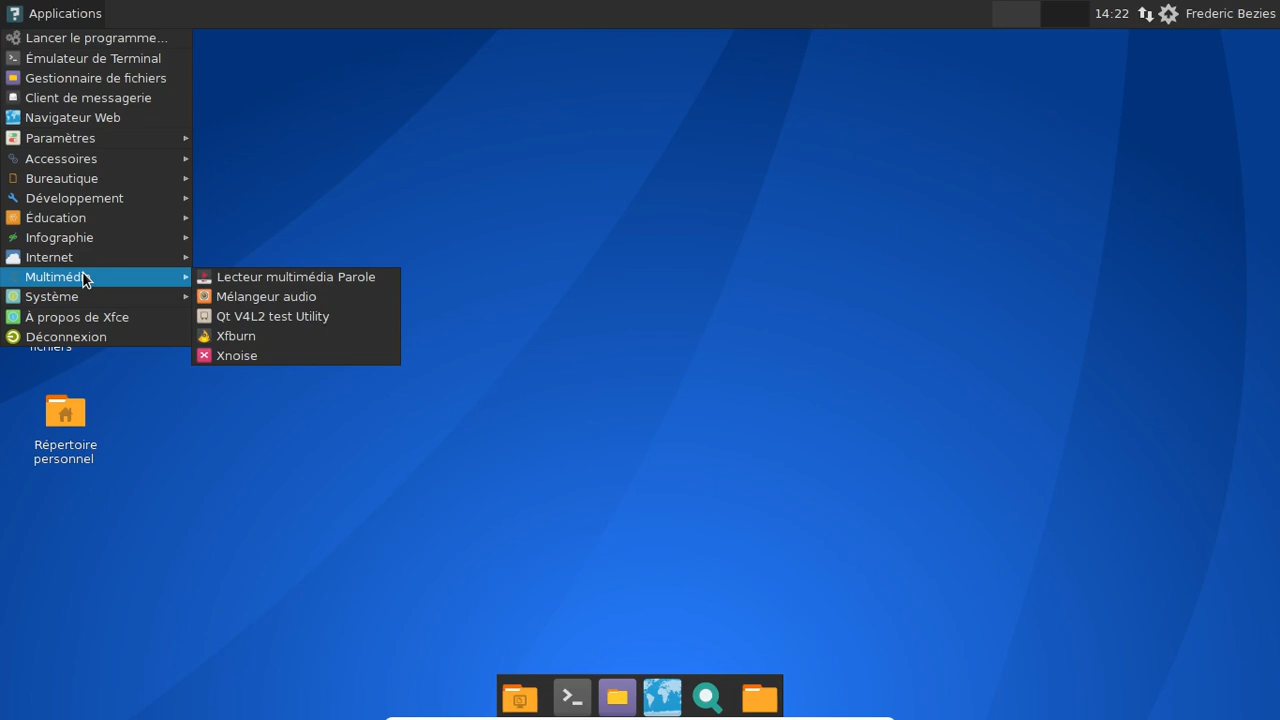 Applications
14:22
Frederic Bezies
Lancer le programme...
Émulateur de Terminal
Gestionnaire de fichiers
Client de messagerie
Navigateur Web
Paramètres
Accessoires
Bureautique
Développement
Éducation
Infographie
Internet
Multimédia
Système
À propos de Xfce
Déconnexion
Lecteur multimédia Parole
Mélangeur audio
Qt V4L2 test Utility
Xfburn
Xnoise
fichiers
Répertoire
personnel